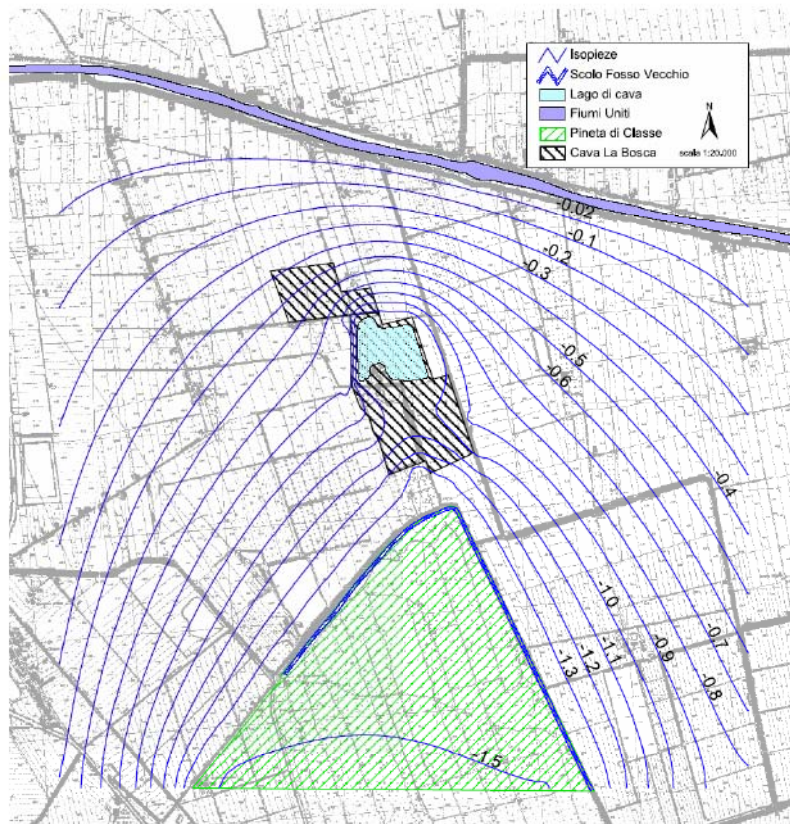 Isopieze
Scolo Fosso Vecchio
Lago di cava
Fiumi Uniti
Pineta di Classe
Cava La Bosca
N
scala 1:20.000
-0.02
-0.1
-0.2
-0.3
-0.5
-0.6
-0.4
-1.0
-0.9
-0.7
-1.3
-1.2
-1.1
-0.8
-1.5